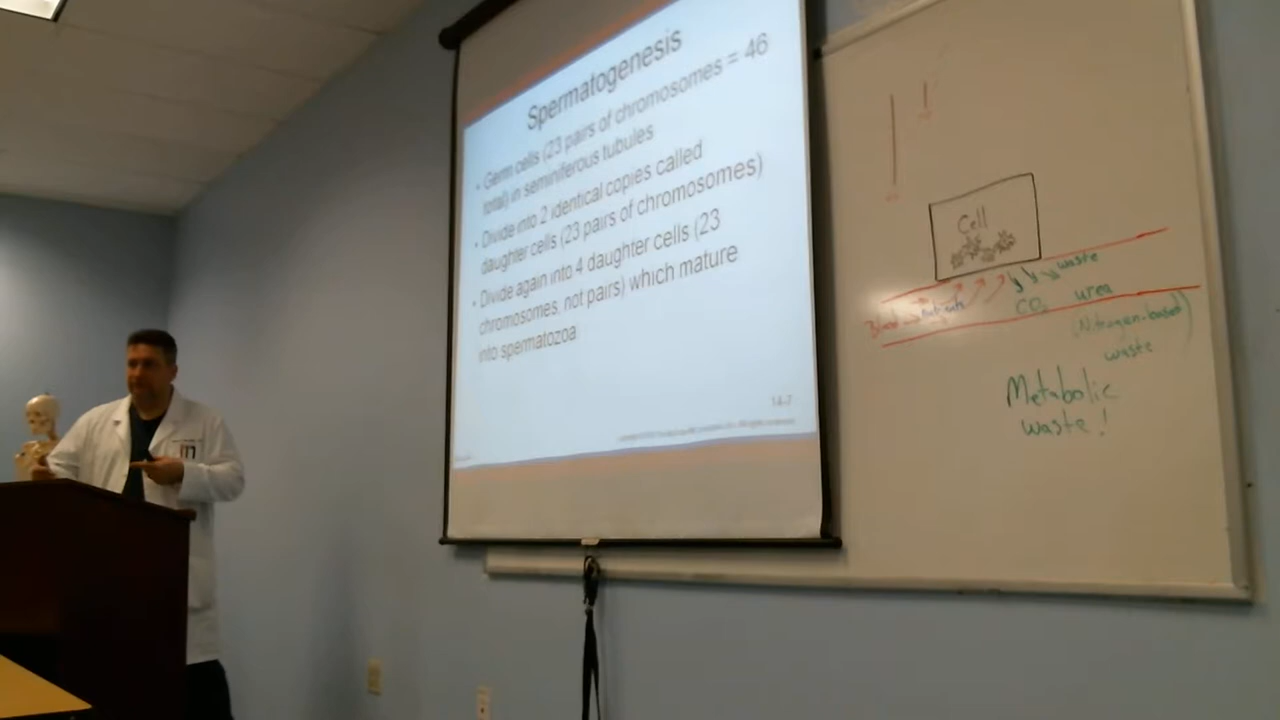 Spermatogenesis
• Germ cells (23 pairs of chromosomes = 46
total) in seminiferous tubules
• Divide into 2 identical copies called
daughter cells (23 pairs of chromosomes)
• Divide again into 4 daughter cells (23
chromosomes, not pairs) which mature
into spermatozoa
14-7
Cell
waste
Blood
nutrients
CO₂
urea
(Nitrogen-based)
waste
Metabolic
waste!